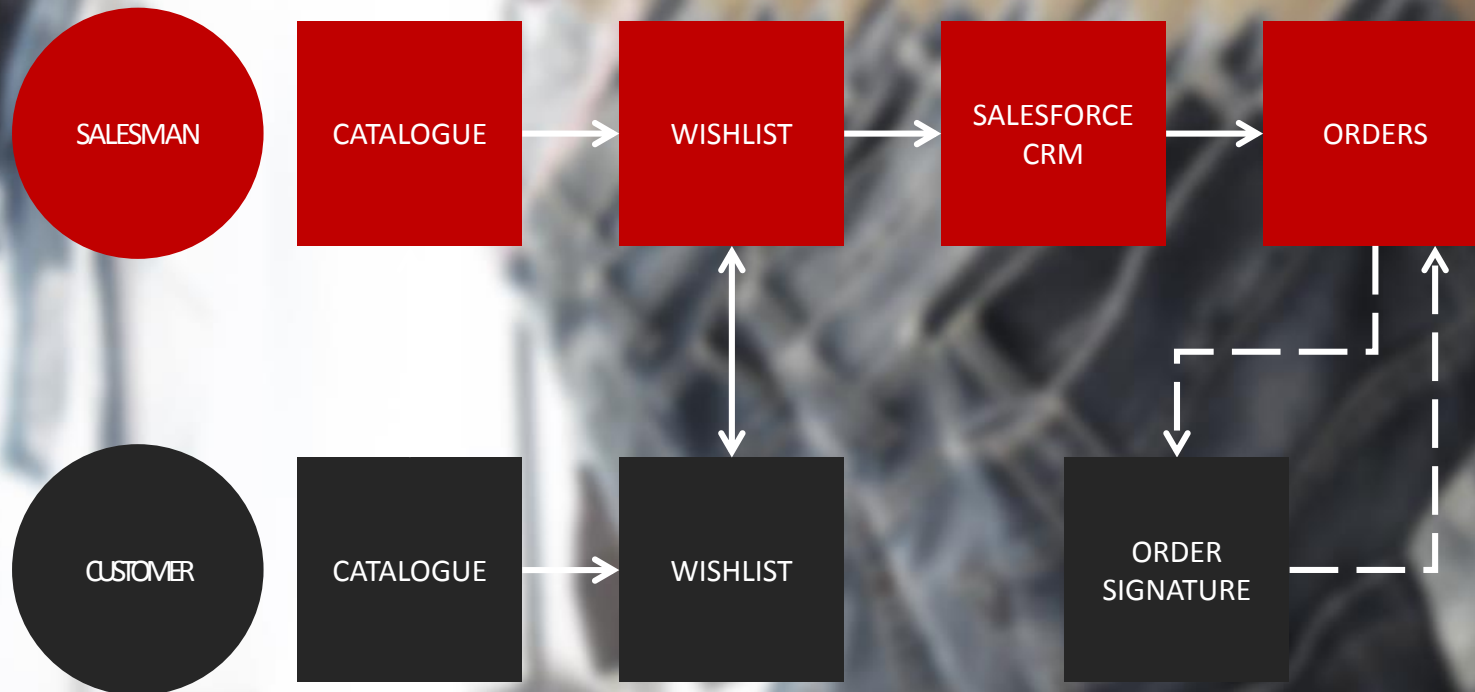 SALESMAN
CATALOGUE
WISHLIST
SALESFORCE
CRM
ORDERS
CUSTOMER
CATALOGUE
WISHLIST
ORDER
SIGNATURE